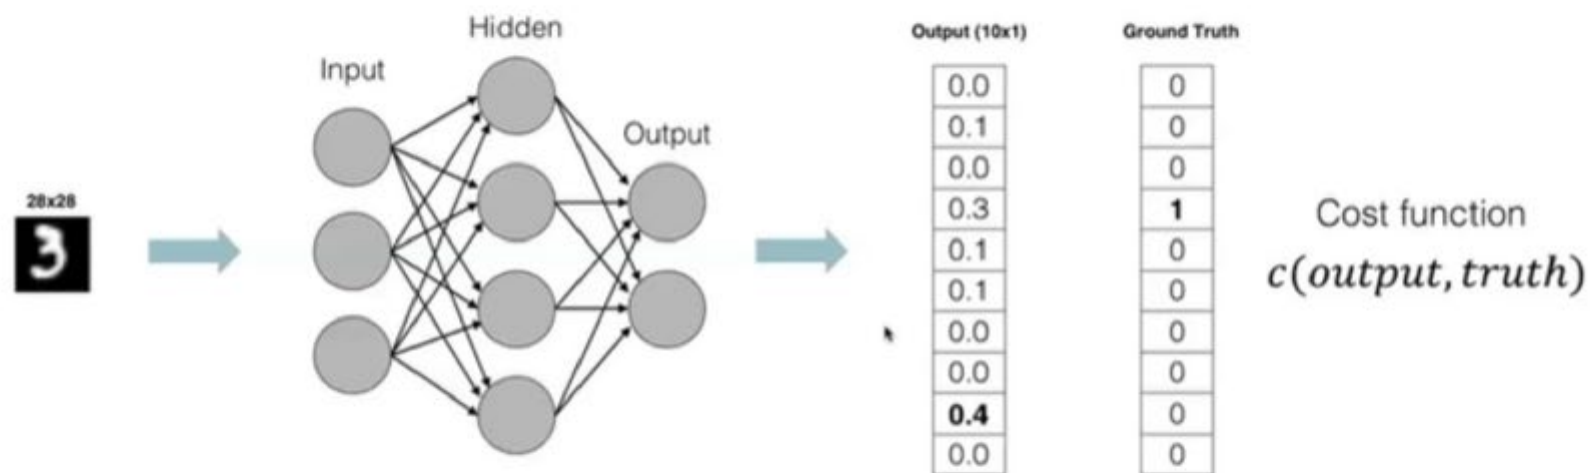 28x28
3
Input
Hidden
Output
Output (10x1)
0.0
0.1
0.0
0.3
0.1
0.1
0.0
0.0
0.4
0.0
Ground Truth
0
0
0
1
0
0
0
0
0
0
Cost function
c(output, truth)